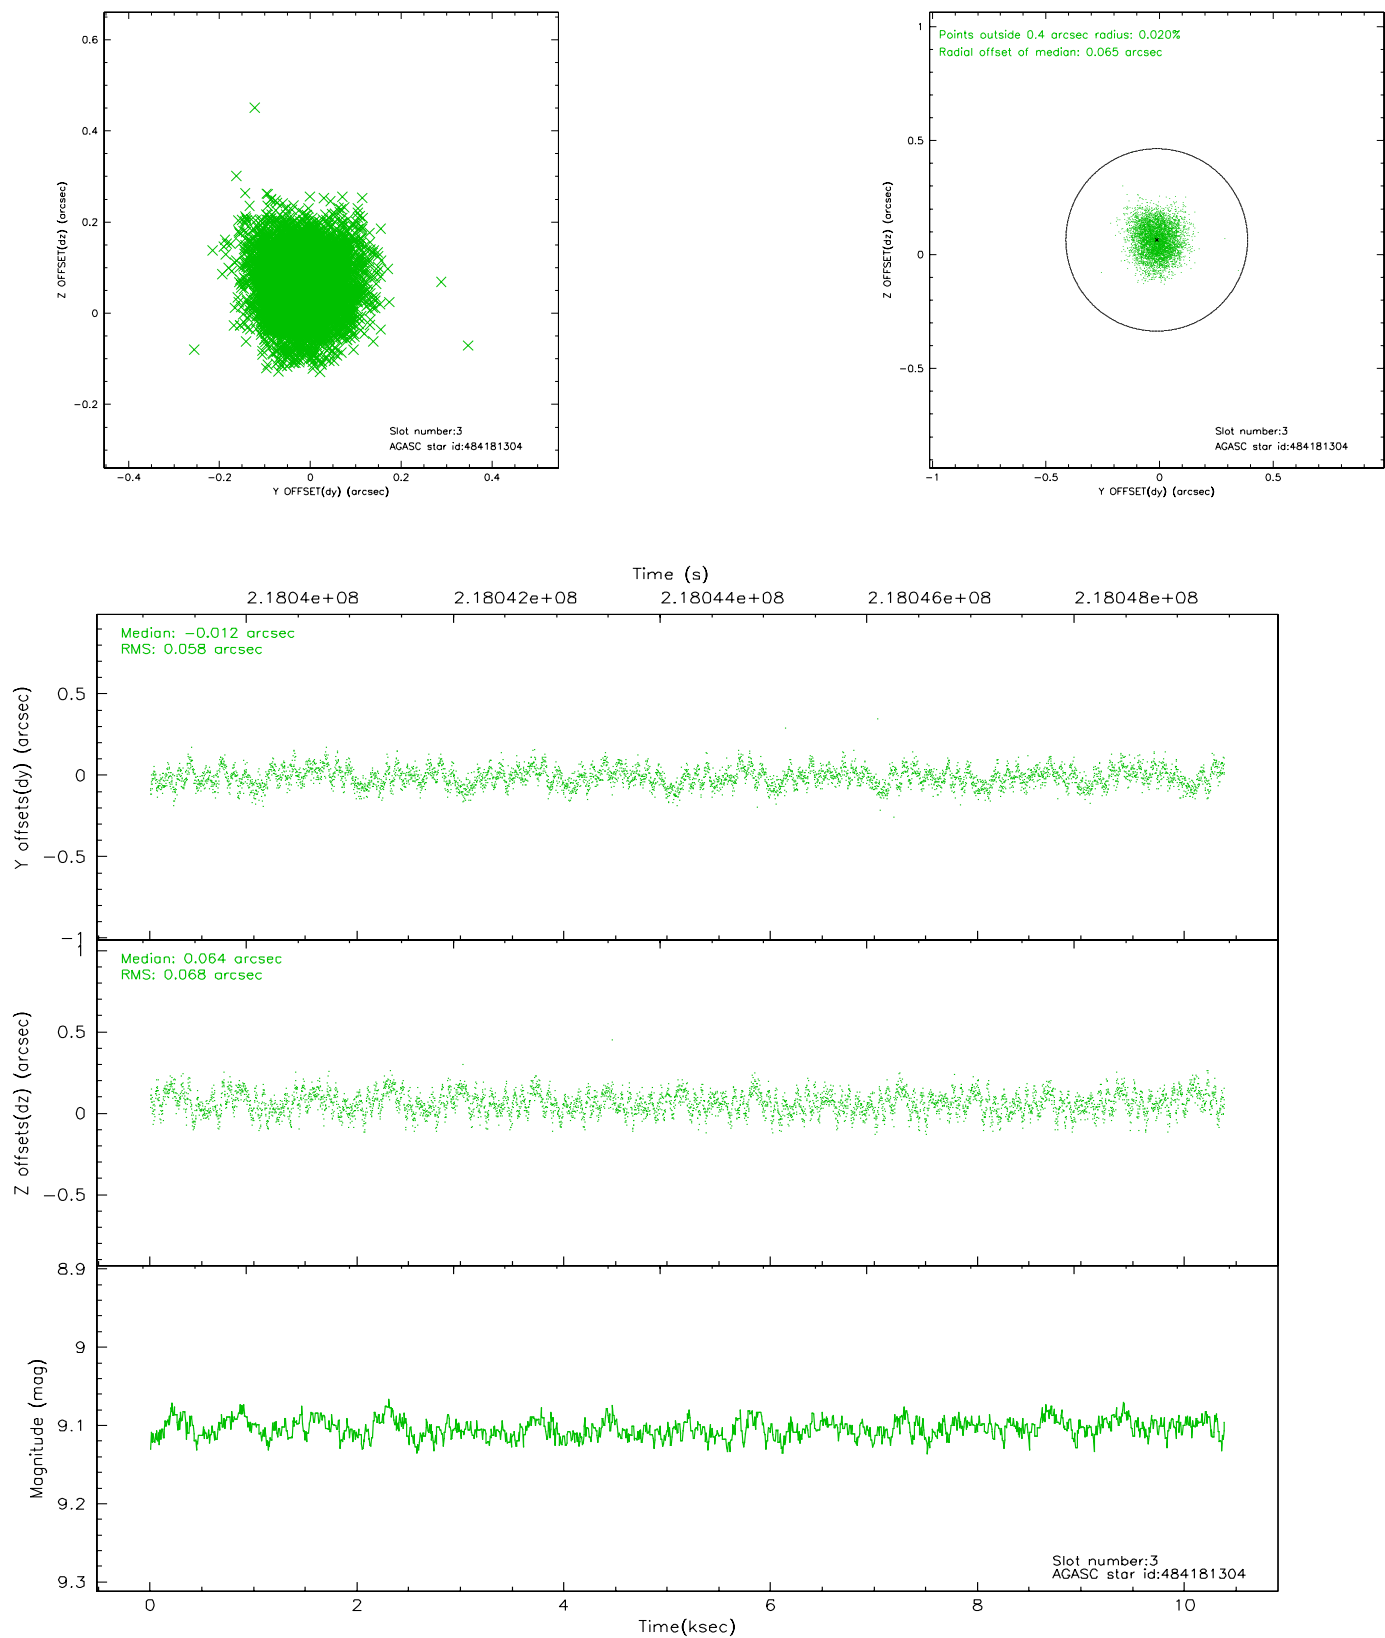 0.6
0.4
0.2
0
−0.2
Z OFFSET(dz) (arcsec)
Slot number:3
AGASC star id:484181304
−0.4 −0.2 0 0.2 0.4
Y OFFSET(dy) (arcsec)
Points outside 0.4 arcsec radius: 0.020%
Radial offset of median: 0.065 arcsec
1
0.5
0
−0.5
Z OFFSET(dz) (arcsec)
Slot number:3
AGASC star id:484181304
−1 −0.5 0 0.5
Y OFFSET(dy) (arcsec)
Time (s)
2.1804e+08 2.18042e+08 2.18044e+08 2.18046e+08 2.18048e+08
Median: −0.012 arcsec
RMS: 0.058 arcsec
0.5
0
−0.5
−1
Y offsets(dy) (arcsec)
Median: 0.064 arcsec
RMS: 0.068 arcsec
1
0.5
0
−0.5
Z offsets(dz) (arcsec)
8.9
9
9.1
9.2
9.3
Magnitude (mag)
Slot number:3
AGASC star id:484181304
0 2 4 6 8 10
Time(ksec)